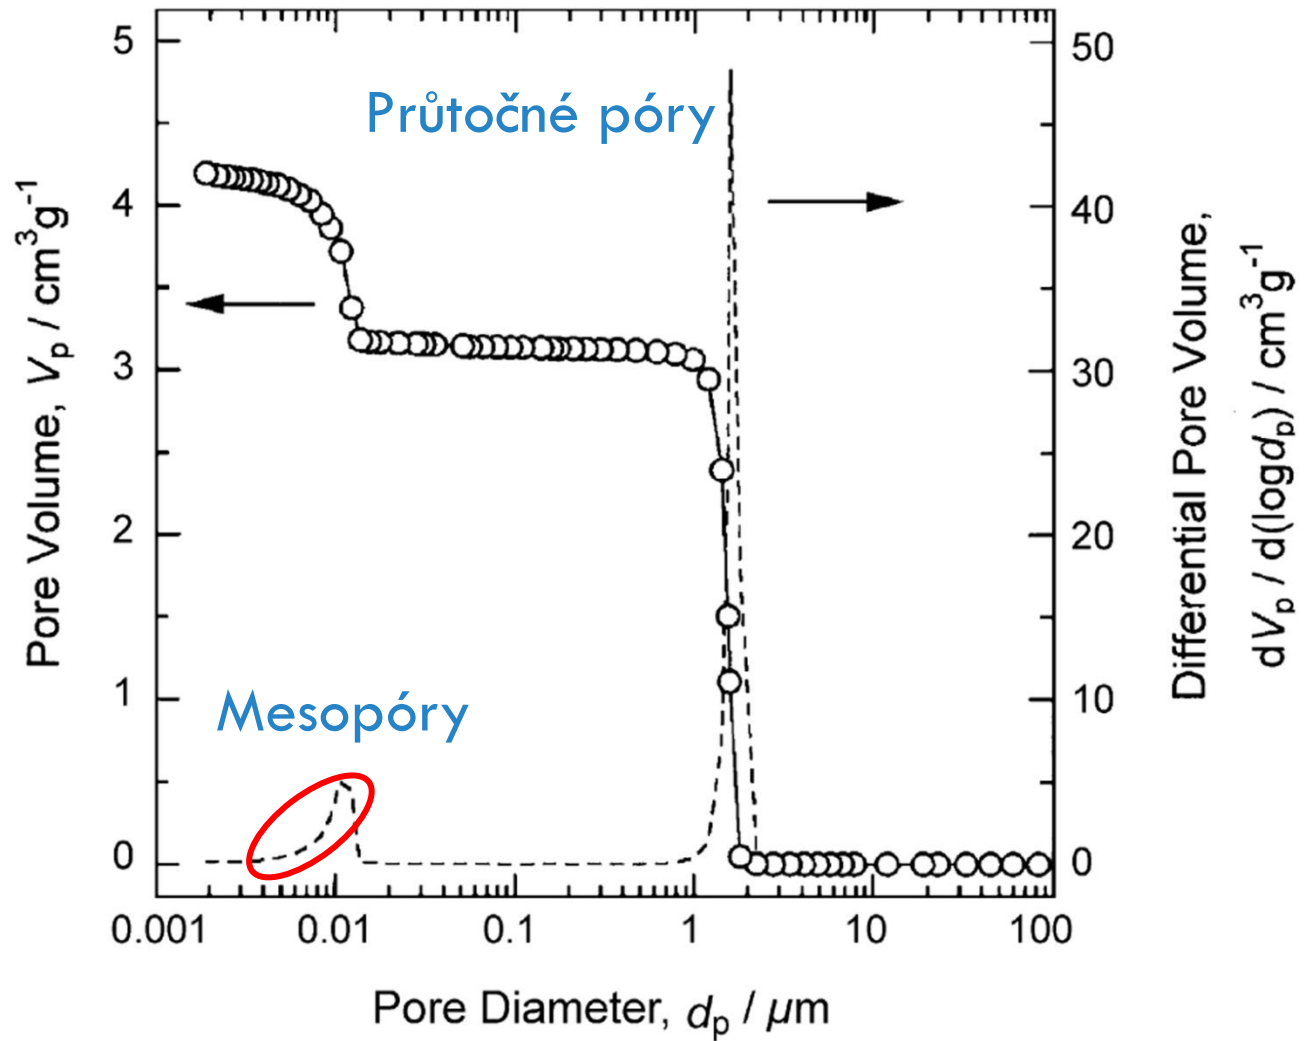 Průtočné póry
Mesopóry
5
4
3
2
1
0
Pore Volume, Vp / cm³g⁻¹
50
40
30
20
10
0
Differential Pore Volume,
dVp / d(logdp) / cm³g⁻¹
0.001 0.01 0.1 1 10 100
Pore Diameter, dp / μm